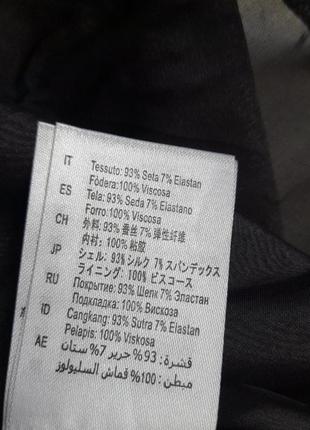 IT Tessuto: 93% Seta 7% Elastan
Fodera:100% Viscosa
ES Tela: 93% Seda 7% Elastano
Forro:100% Viscosa
CH 外料: 93% 蚕丝 7% 弹性纤维
内衬: 100% 粘胶
JP シェル: 93% シルク 7% スパンデックス
ライニング: 100% ビスコース
RU Покрытие: 93% Шелк 7% Эластан
Подкладка: 100% Вискоза
ID Cangkang: 93% Sutra 7% Elastan
Pelapis: 100% Viscosa
AE قشرة: 93% حرير 7% ستان
مبطن: 100% قماش السليولوز